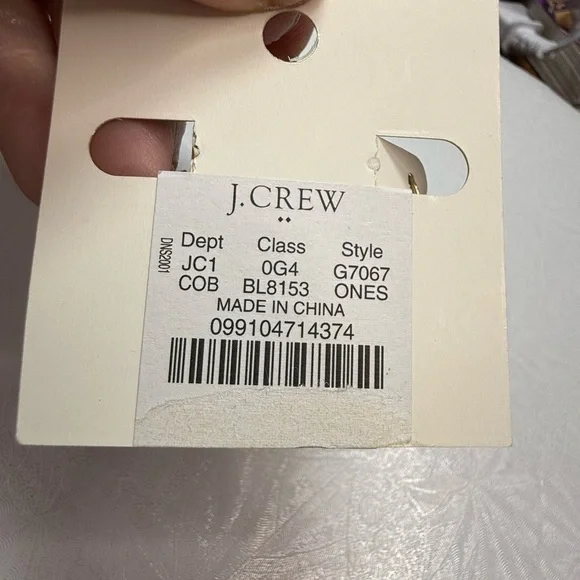 J.CREW
DNS2001
Dept Class Style
JC1 0G4 G7067
COB BL8153 ONES
MADE IN CHINA
099104714374